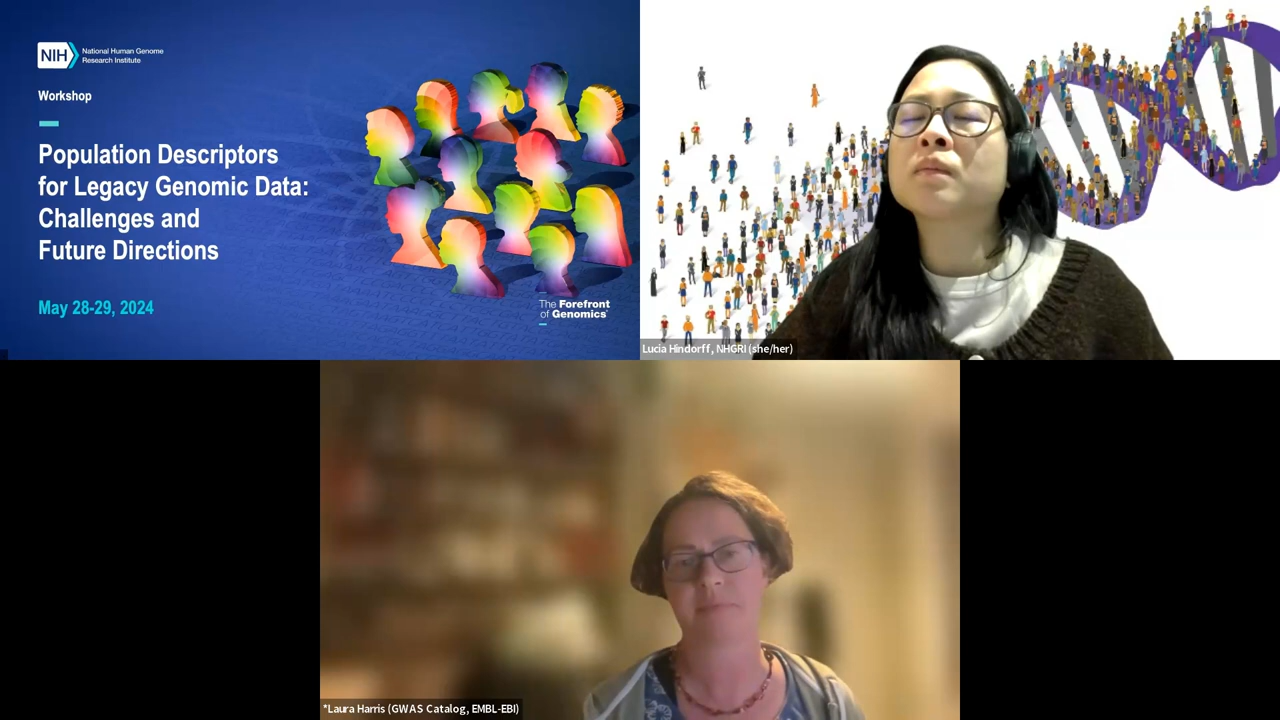 NIH
National Human Genome
Research Institute
Workshop
Population Descriptors
for Legacy Genomic Data:
Challenges and
Future Directions
May 28-29, 2024
The Forefront
of Genomics
Lucia Hindorff, NHGRI (she/her)
*Laura Harris (GWAS Catalog, EMBL-EBI)